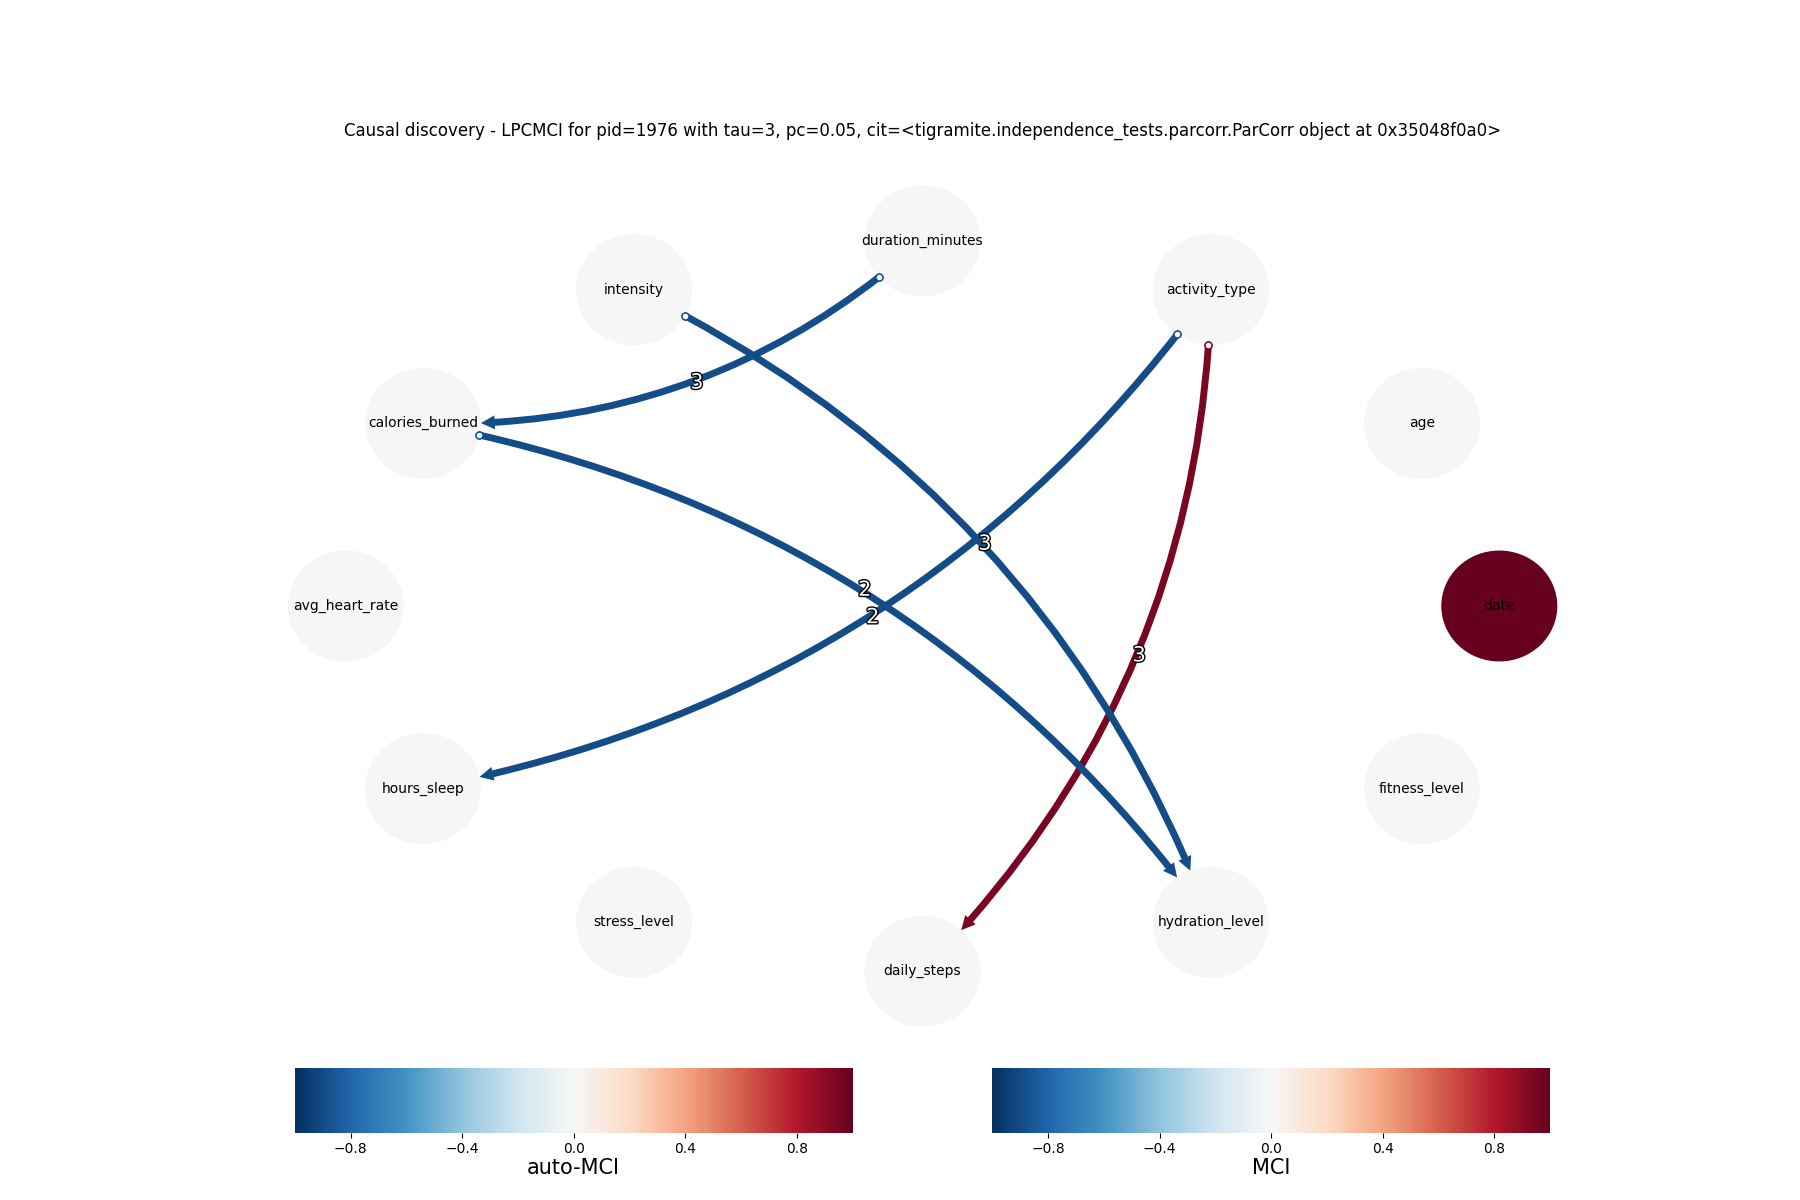 Causal discovery - LPCMCI for pid=1976 with tau=3, pc=0.05, cit=<tigramite.independence_tests.parcorr.ParCorr object at 0x35048f0a0>
duration_minutes
intensity
activity_type
3
calories_burned
age
3
2
avg_heart_rate
date
2
3
hours_sleep
fitness_level
stress_level
hydration_level
daily_steps
−0.8 −0.4 0.0 0.4 0.8
auto-MCI
−0.8 −0.4 0.0 0.4 0.8
MCI